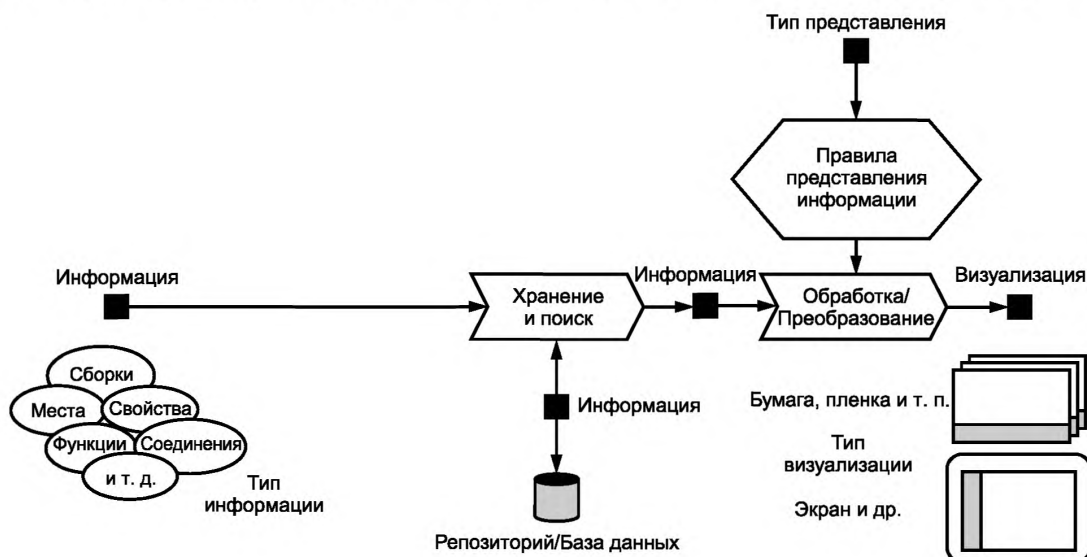 Тип представления
Правила
представления
информации
Информация
Хранение
и поиск
Информация
Обработка/
Преобразование
Визуализация
Сборки
Места
Свойства
Функции
Соединения
и т. д.
Тип
информации
Информация
Репозиторий/База данных
Бумага, пленка и т. п.
Тип
визуализации
Экран и др.